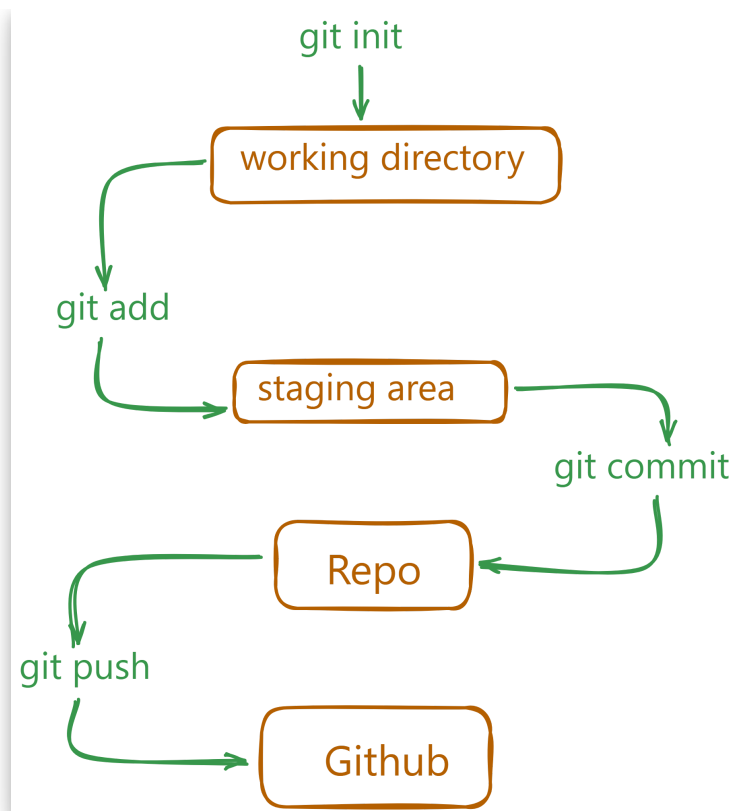 git init
working directory
git add
staging area
git commit
Repo
git push
Github